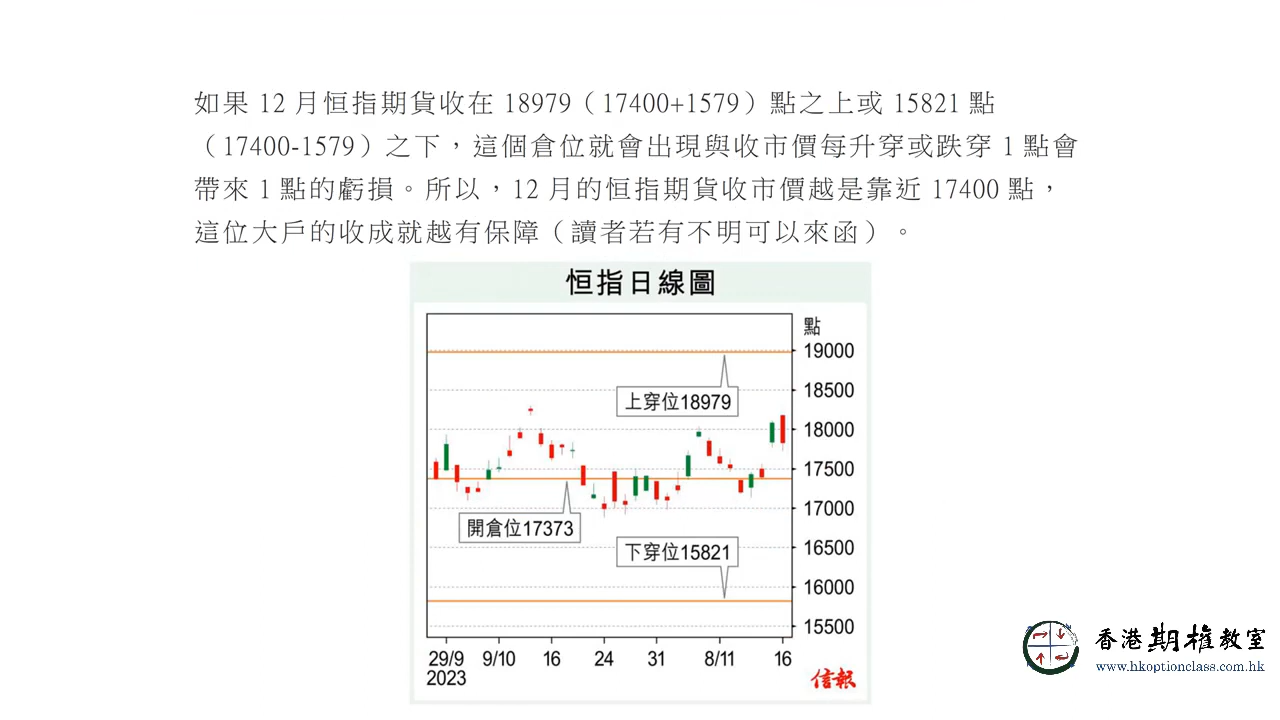 如果 12 月恒指期貨收在 18979（17400+1579）點之上或 15821 點
（17400-1579）之下，這個倉位就會出現與收市價每升穿或跌穿 1 點會
帶來 1 點的虧損。所以，12 月的恒指期貨收市價越是靠近 17400 點，
這位大戶的收成就越有保障（讀者若有不明可以來函）。
恒指日線圖
點
19000
18500
上穿位18979
18000
17500
17000
開倉位17373
16500
下穿位15821
16000
15500
29/9 9/10 16 24 31 8/11 16
2023
信報
香港期權教室
www.hkoptionclass.com.hk